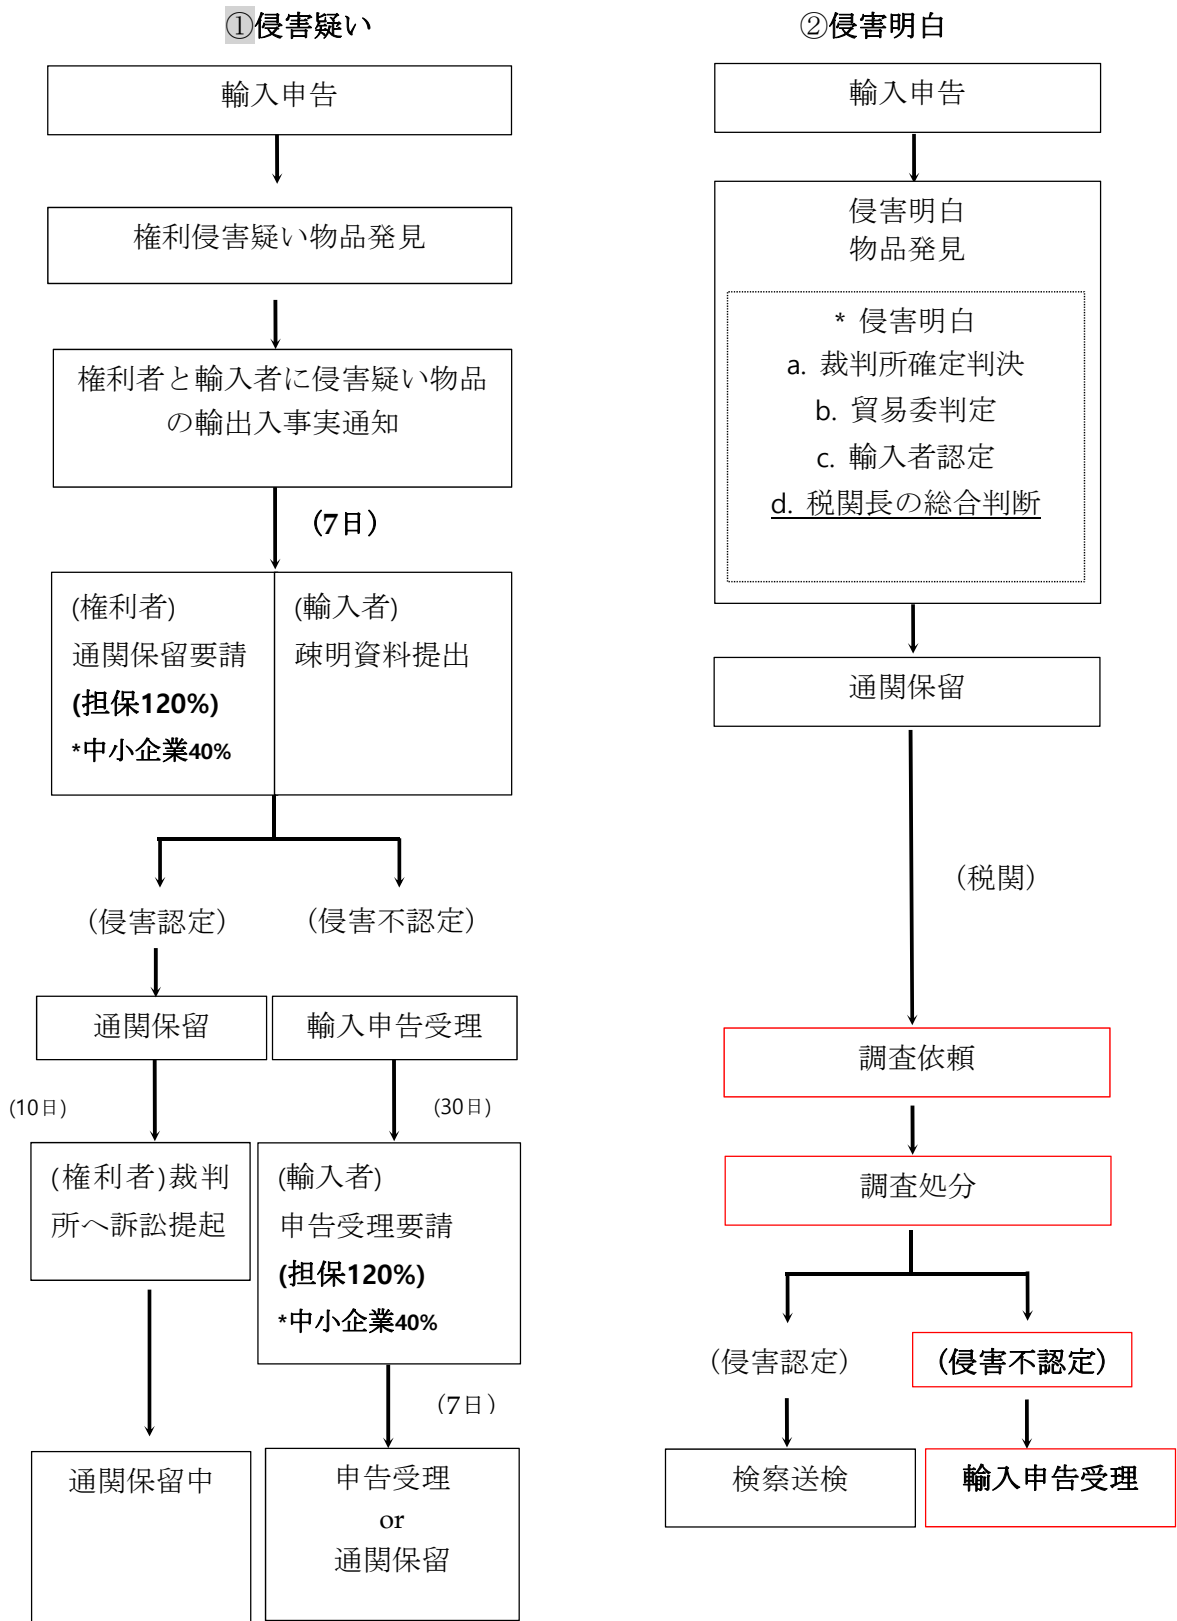 ①侵害疑い
輸入申告
権利侵害疑い物品発見
権利者と輸入者に侵害疑い物品
の輸出入事実通知
(7日)
(権利者)
通関保留要請
(担保120%)
*中小企業40%
(輸入者)
疎明資料提出
(侵害認定)
(侵害不認定)
通関保留
輸入申告受理
(10日)
(30日)
(権利者)裁判
所へ訴訟提起
(輸入者)
申告受理要請
(担保120%)
*中小企業40%
(7日)
通関保留中
申告受理
or
通関保留
②侵害明白
輸入申告
侵害明白
物品発見
* 侵害明白
a. 裁判所確定判決
b. 貿易委判定
c. 輸入者認定
d. 税関長の総合判断
通関保留
(税関)
調査依頼
調査処分
(侵害認定)
(侵害不認定)
検察送検
輸入申告受理